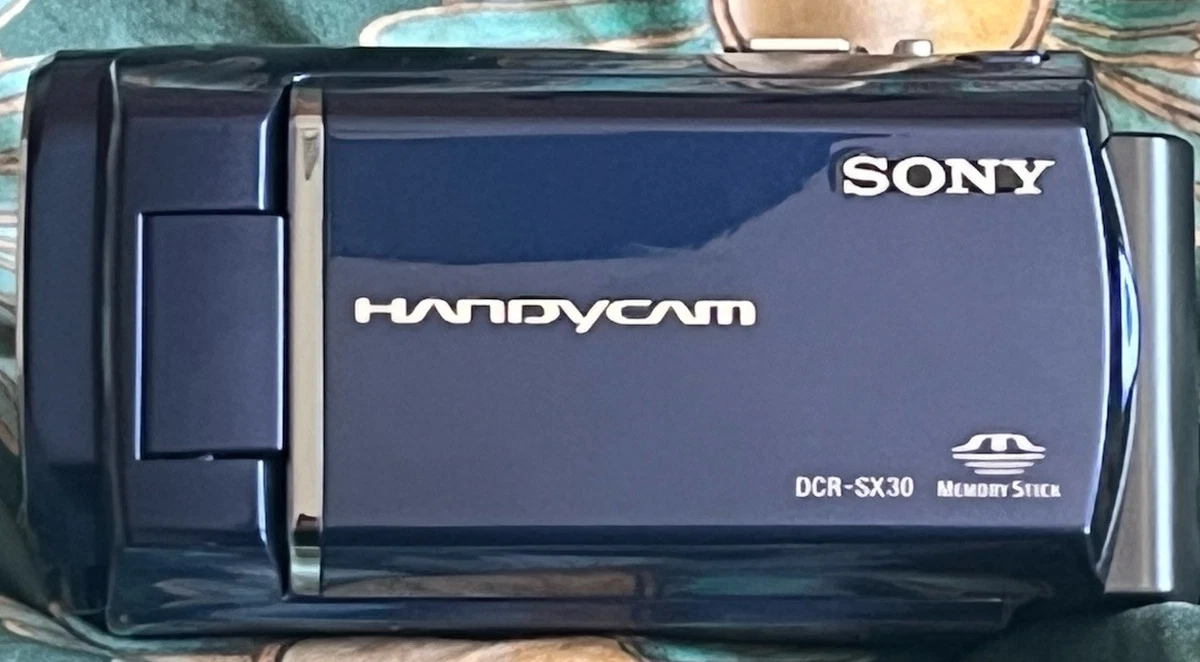 SONY
HANDYCAM
DCR-SX30
MEMORY STICK